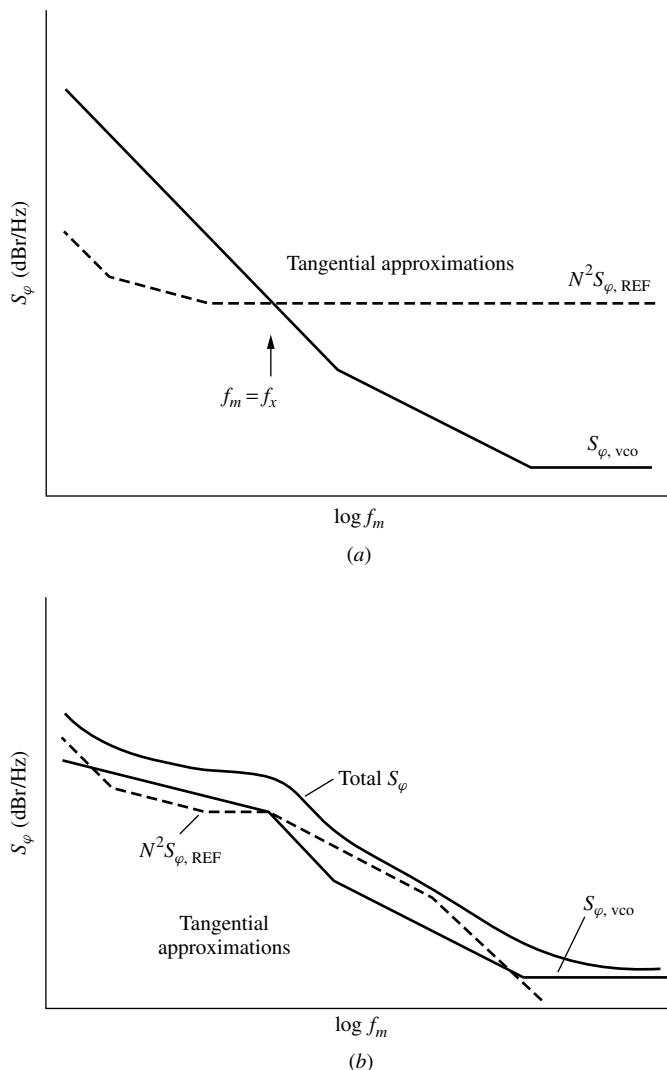 S_φ (dBr/Hz)
Tangential approximations
N²S_φ, REF
f_m = f_x
S_φ, vco
log f_m
(a)
S_φ (dBr/Hz)
Total S_φ
N²S_φ, REF
S_φ, vco
Tangential
approximations
log f_m
(b)